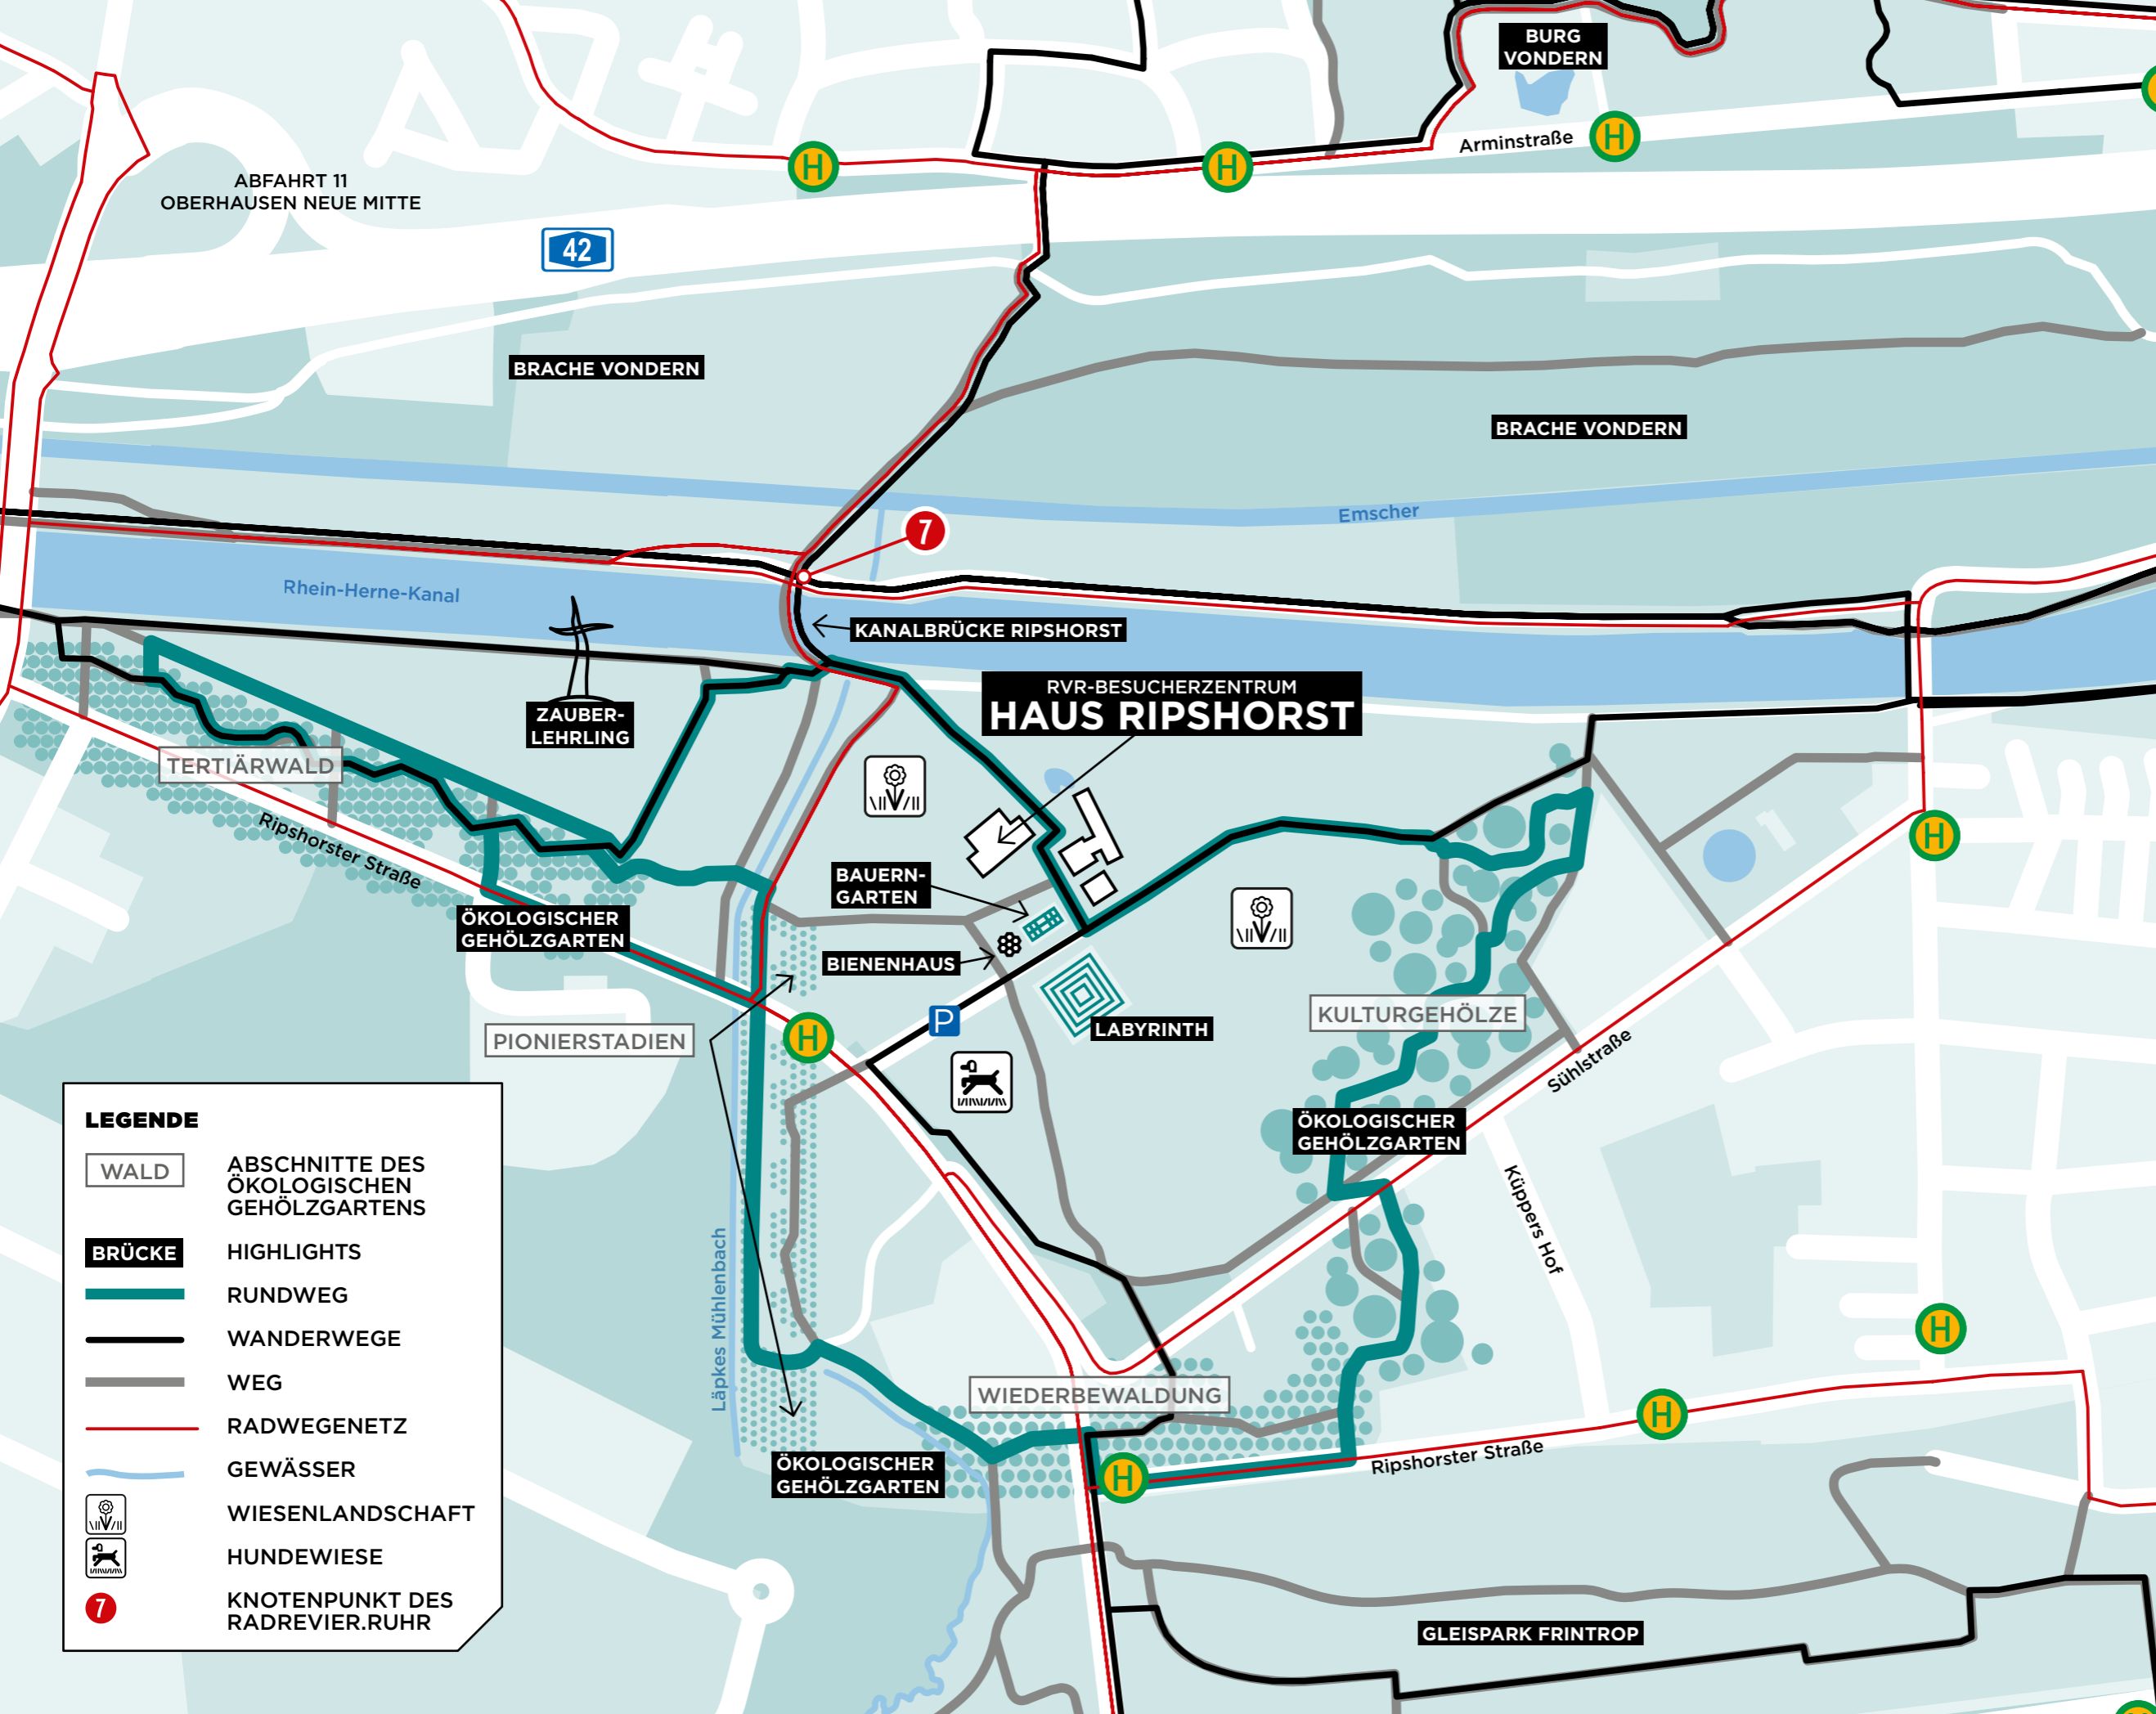 BURG
VONDERN
Arminstraße
H
H
H
H
ABFAHRT 11
OBERHAUSEN NEUE MITTE
42
BRACHE VONDERN
BRACHE VONDERN
Emscher
7
Rhein-Herne-Kanal
KANALBRÜCKE RIPSHORST
RVR-BESUCHERZENTRUM
HAUS RIPSHORST
ZAUBER-
LEHRLING
TERTIÄRWALD
Ripshorster Straße
BAUERN-
GARTEN
ÖKOLOGISCHER
GEHÖLZGARTEN
BIENENHAUS
P
LABYRINTH
KULTURGEHÖLZE
PIONIERSTADIEN
H
Sühlstraße
ÖKOLOGISCHER
GEHÖLZGARTEN
Küppers Hof
Läpkes Mühlenbach
H
WIEDERBEWALDUNG
H
ÖKOLOGISCHER
GEHÖLZGARTEN
H
Ripshorster Straße
GLEISPARK FRINTROP
LEGENDE
WALD
ABSCHNITTE DES
ÖKOLOGISCHEN
GEHÖLZGARTENS
BRÜCKE
HIGHLIGHTS
RUNDWEG
WANDERWEGE
WEG
RADWEGENETZ
GEWÄSSER
WIESENLANDSCHAFT
HUNDEWIESE
7
KNOTENPUNKT DES
RADREVIER.RUHR